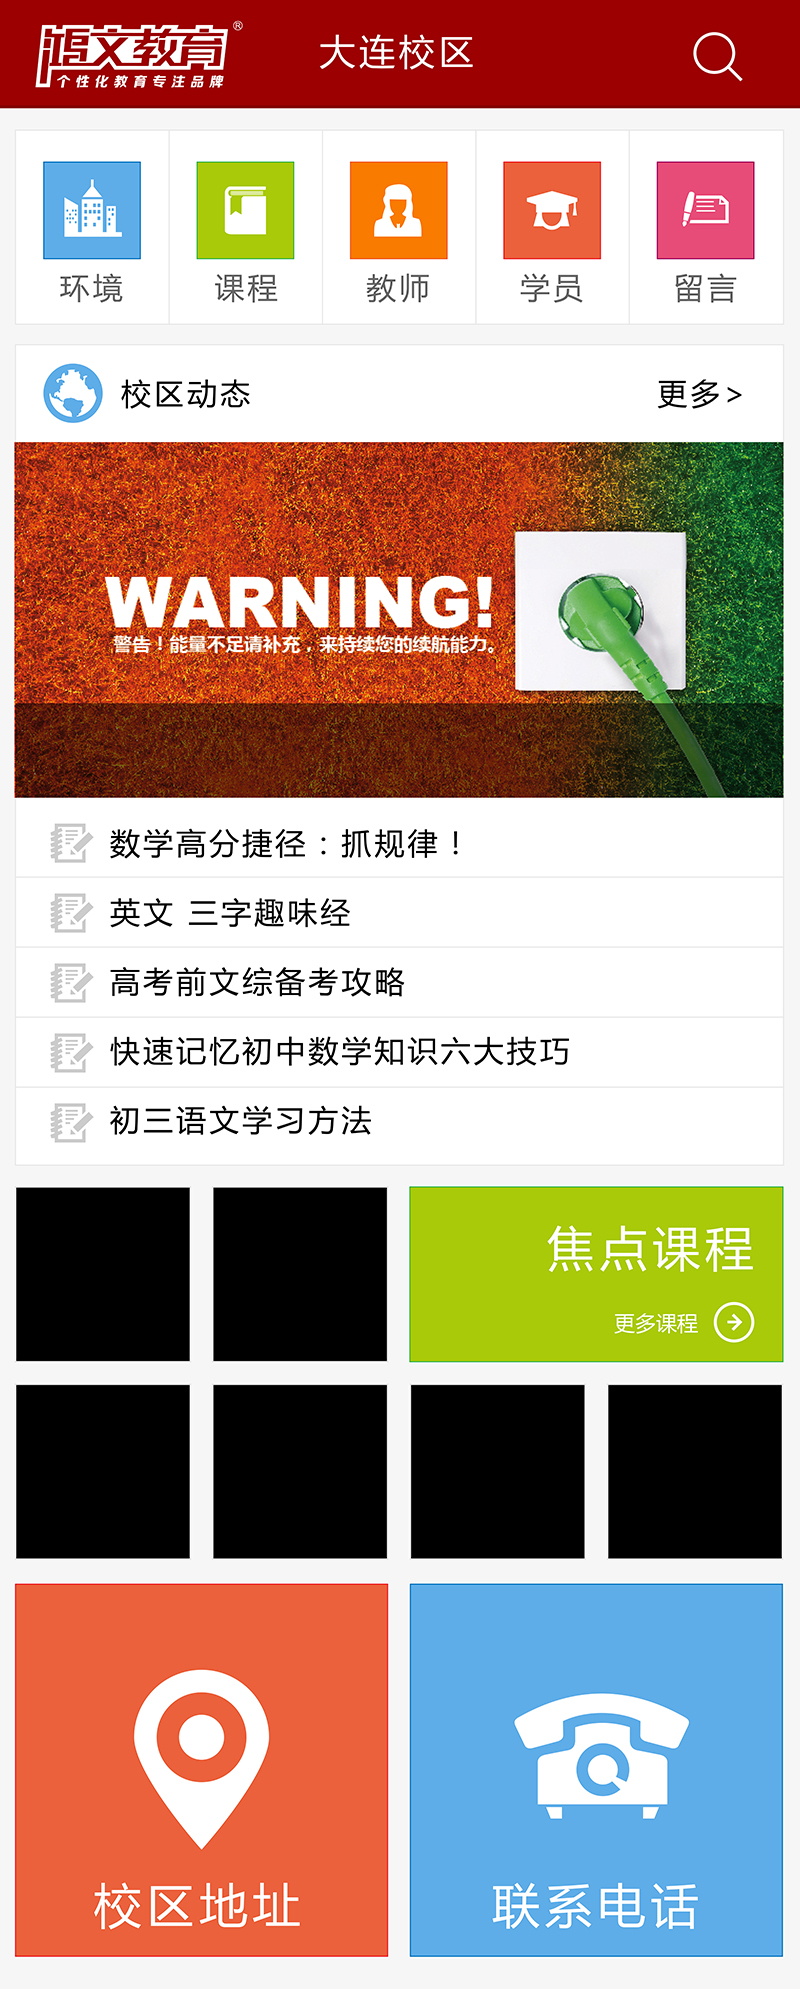 鸿文教育®
个性化教育专注品牌
大连校区
环境
课程
教师
学员
留言
校区动态
更多>
WARNING!
警告！能量不足请补充，来持续您的续航能力。
数学高分捷径：抓规律！
英文 三字趣味经
高考前文综备考攻略
快速记忆初中数学知识六大技巧
初三语文学习方法
焦点课程
更多课程
校区地址
联系电话